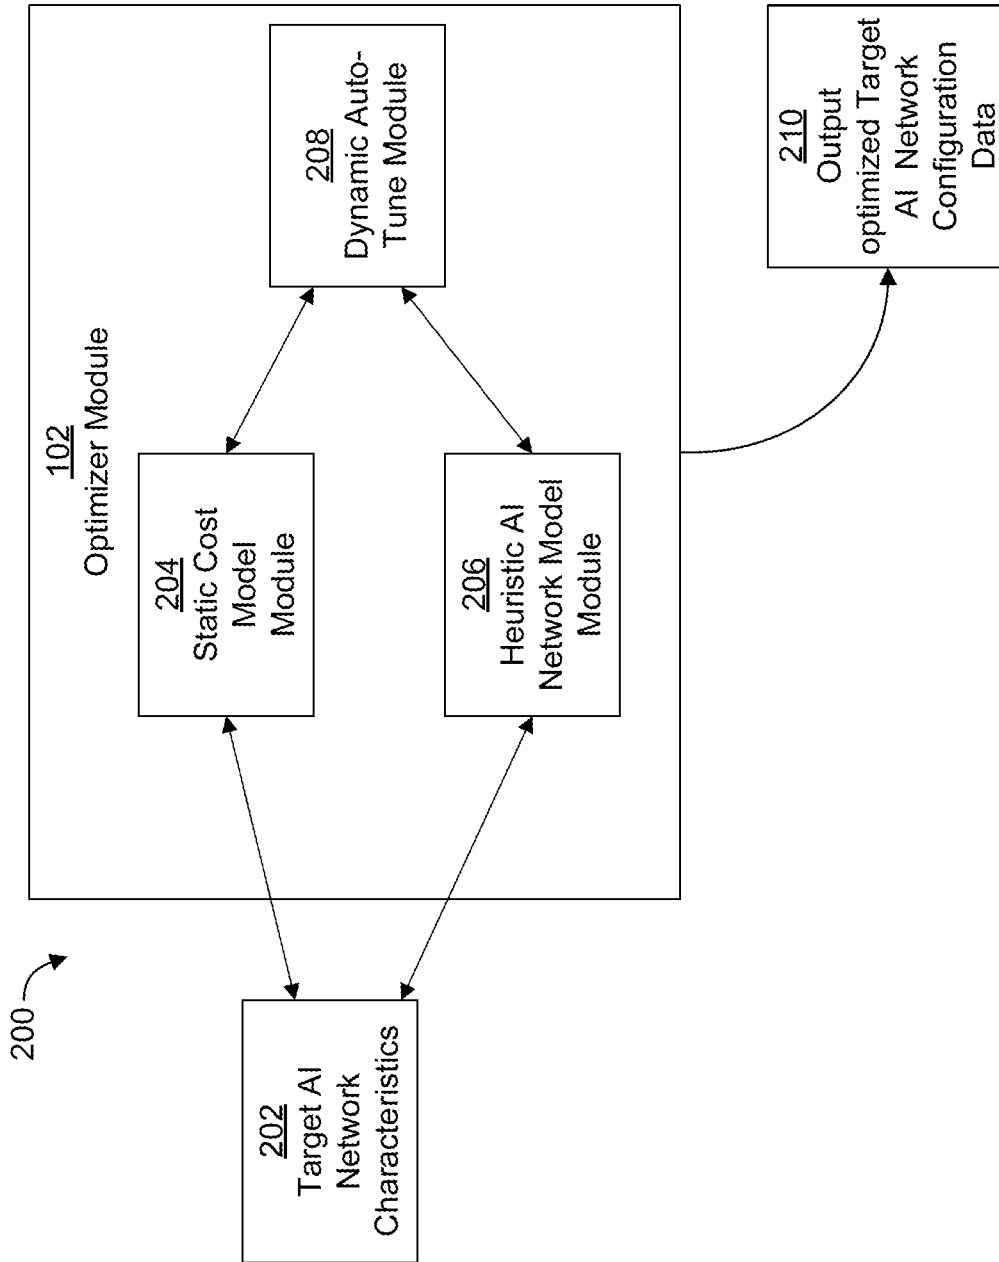 200
102
Optimizer Module
202
Target AI
Network
Characteristics
204
Static Cost
Model
Module
206
Heuristic AI
Network Model
Module
208
Dynamic Auto-
Tune Module
210
Output
optimized Target
AI Network
Configuration
Data